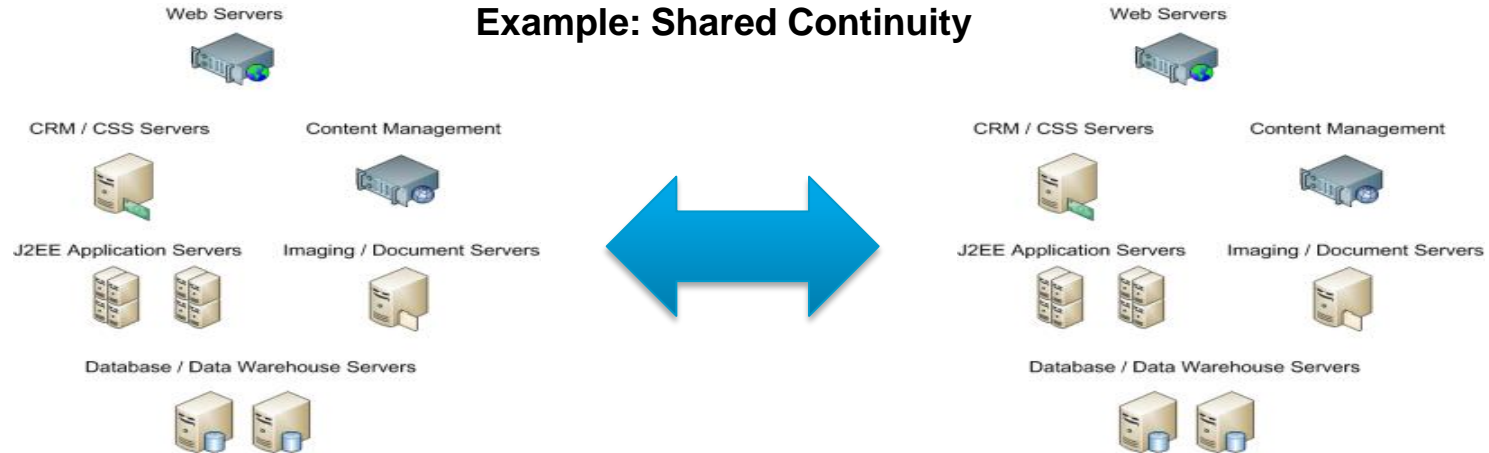 Example: Shared Continuity
Web Servers
CRM / CSS Servers
Content Management
J2EE Application Servers
Imaging / Document Servers
Database / Data Warehouse Servers
Web Servers
CRM / CSS Servers
Content Management
J2EE Application Servers
Imaging / Document Servers
Database / Data Warehouse Servers